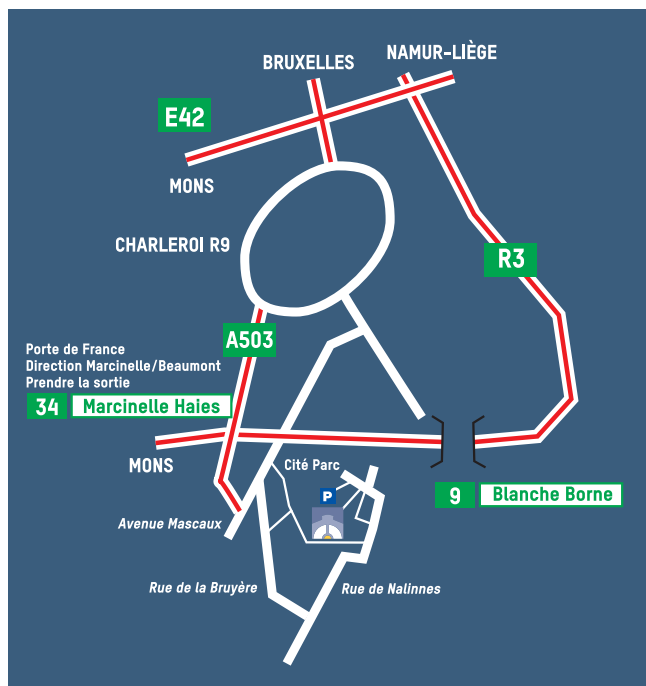 BRUXELLES
NAMUR-LIÈGE
E42
MONS
CHARLEROI R9
R3
A503
Porte de France
Direction Marcinelle/Beaumont
Prendre la sortie
34 Marcinelle Haies
MONS
Cité Parc
P
9 Blanche Borne
Avenue Mascaux
Rue de la Bruyère
Rue de Nalinnes